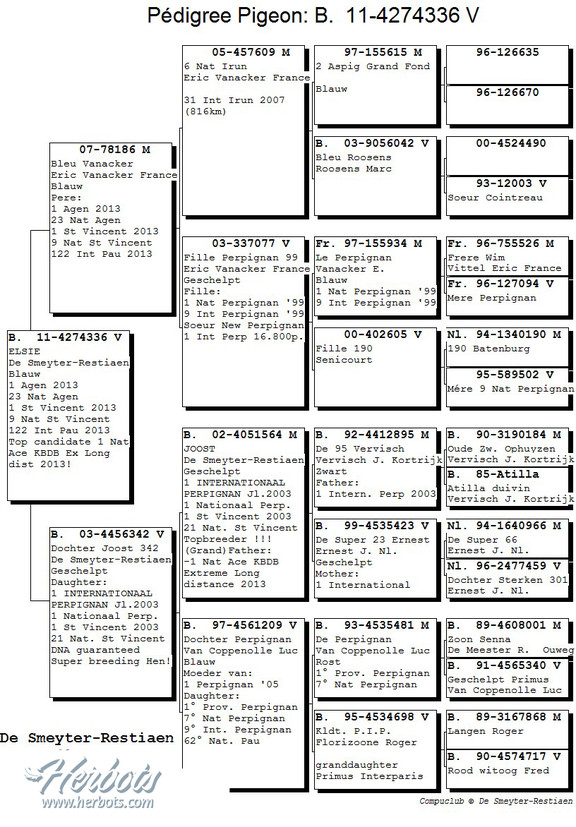 Pédigree Pigeon: B. 11-4274336 V
B. 11-4274336 V
ELSIE
De Smeyter-Restiaen
Blauw
1 Agen 2013
23 Nat Agen
1 St Vincent 2013
9 Nat St Vincent
122 Int Pau 2013
Top candidate 1 Nat
Ace KBDB Ex Long
dist 2013!
07-78186 M
Bleu Vanacker
Eric Vanacker France
Blauw
Pere:
1 Agen 2013
23 Nat Agen
1 St Vincent 2013
9 Nat St Vincent
122 Int Pau 2013
B. 03-4456342 V
Dochter Joost 342
De Smeyter-Restiaen
Geschelpt
Daughter:
1 INTERNATIONAAL
PERPIGNAN Jl.2003
1 Nationaal Perp.
1 St Vincent 2003
21 Nat. St Vincent
DNA guaranteed
Super breeding Hen!
05-457609 M
6 Nat Irun
Eric Vanacker France
31 Int Irun 2007
(816km)
03-337077 V
Fille Perpignan 99
Eric Vanacker France
Geschelpt
Fille:
1 Nat Perpignan '99
9 Int Perpignan '99
Soeur New Perpignan
1 Int Perp 16.800p.
B. 02-4051564 M
JOOST
De Smeyter-Restiaen
Geschelpt
1 INTERNATIONAAL
PERPIGNAN Jl.2003
1 Nationaal Perp.
1 St Vincent 2003
21 Nat. St Vincent
Topbreeder !!!
(Grand)Father:
-1 Nat Ace KBDB
Extreme Long
distance 2013
B. 97-4561209 V
Dochter Perpignan
Van Coppenolle Luc
Blauw
Moeder van:
1 Perpignan '05
Daughter:
1° Prov. Perpignan
7° Nat Perpignan
9° Int. Perpignan
62° Nat. Pau
97-155615 M
2 Aspig Grand Fond
Blauw
B. 03-9056042 V
Bleu Roosens
Roosens Marc
Fr. 97-155934 M
Le Perpignan
Vanacker E.
Blauw
1 Nat Perpignan '99
9 Int Perpignan '99
00-402605 V
Fille 190
Senicourt
B. 92-4412895 M
De 95 Vervisch
Vervisch J. Kortrijk
Zwart
Father:
1 Intern. Perp 2003
B. 99-4535423 V
De Super 23 Ernest
Ernest J. Nl.
Geschelpt
Mother:
1 International
B. 93-4535481 M
De Perpignan
Van Coppenolle Luc
Rost
1° Prov. Perpignan
7° Nat Perpignan
B. 95-4534698 V
Kldt. P.I.P.
Florizoone Roger
granddaughter
Primus Interparis
96-126635
96-126670
00-4524490
93-12003 V
Soeur Cointreau
Fr. 96-755526 M
Frere Wim
Vittel Eric France
Fr. 96-127094 V
Mere Perpignan
Nl. 94-1340190 M
190 Batenburg
95-589502 V
Mére 9 Nat Perpignan
B. 90-3190184 M
Oude Zw. Ophuyzen
Vervisch J. Kortrijk
B. 85-Atilla
Atilla duivin
Vervisch J. Kortrijk
Nl. 94-1640966 M
De Super 66
Ernest J. Nl.
Nl. 96-2477459 V
Dochter Sterken 301
Ernest J. Nl.
B. 89-4608001 M
Zoon Senna
De Meester R. Ouweg
B. 91-4565340 V
Geschelpt Primus
Van Coppenolle Luc
B. 89-3167868 M
Langen Roger
B. 90-4574717 V
Rood witoog Fred
De Smeyter-Restiaen
Herbots
www.herbots.com
Compuclub © De Smeyter-Restiaen